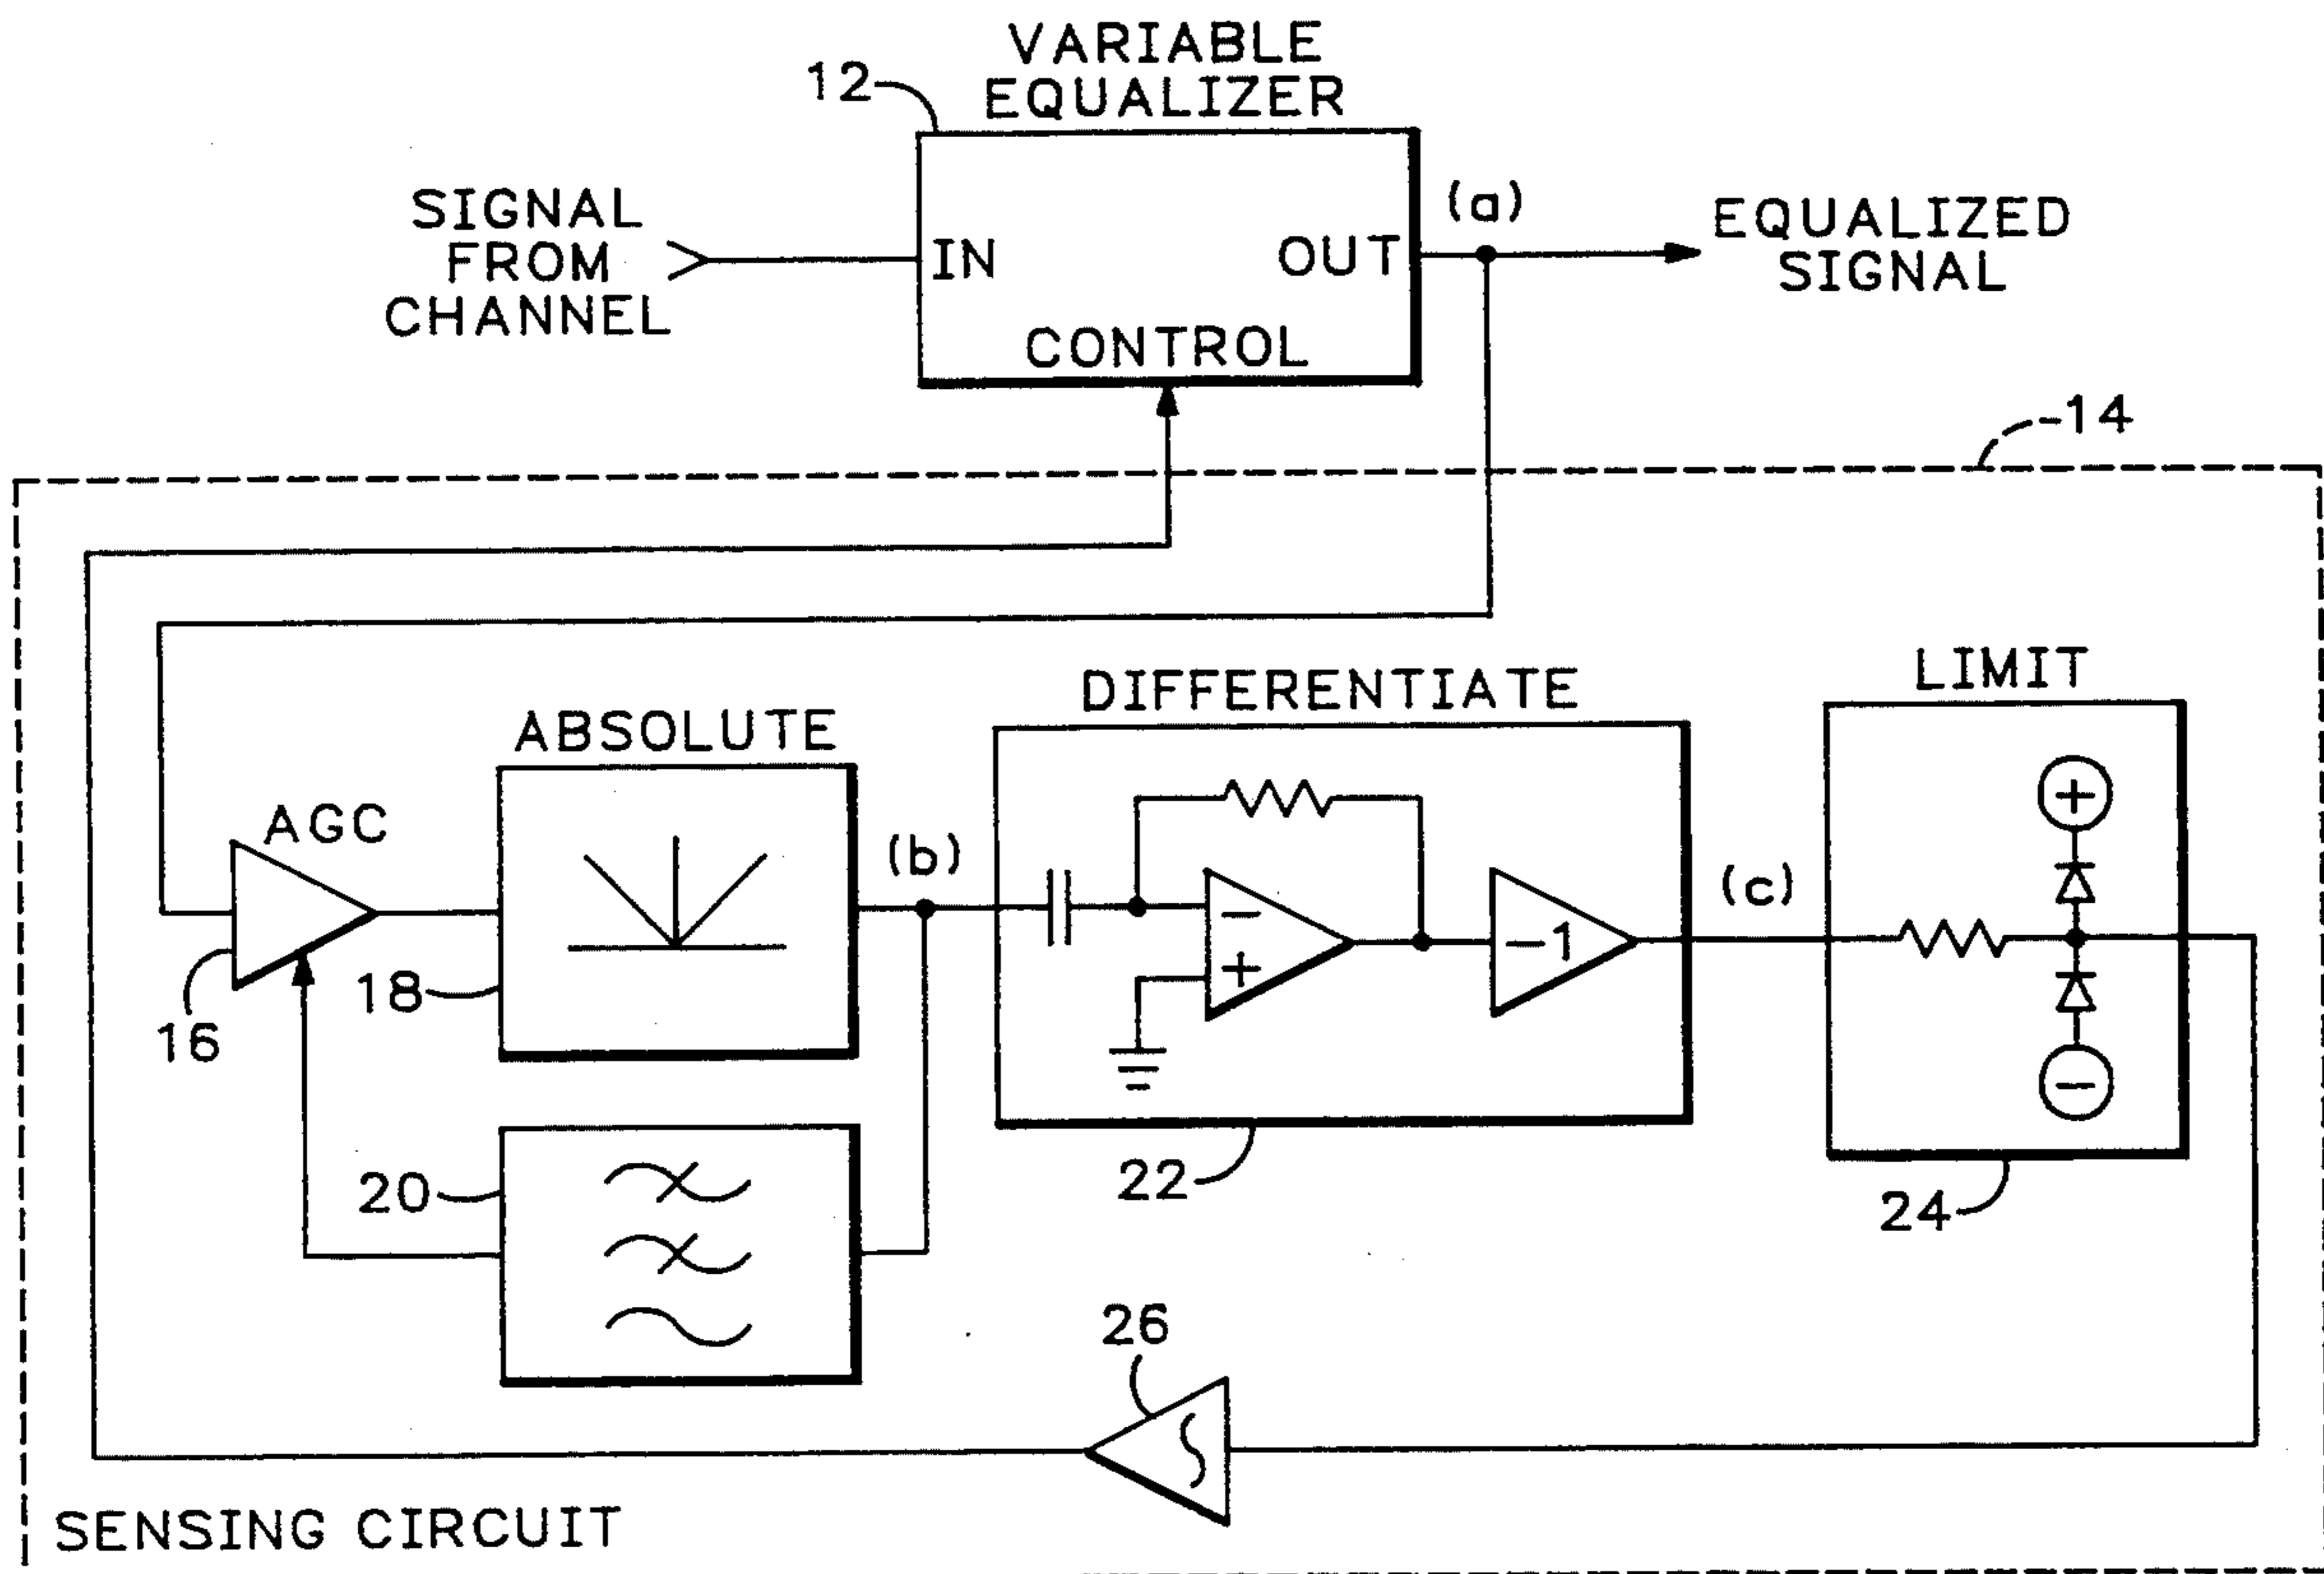 VARIABLE
EQUALIZER
12
SIGNAL
FROM
CHANNEL
IN
OUT
CONTROL
(a)
EQUALIZED
SIGNAL
14
AGC
16
ABSOLUTE
18
(b)
DIFFERENTIATE
−
+
−1
22
(c)
LIMIT
+
−
24
20
26
SENSING CIRCUIT